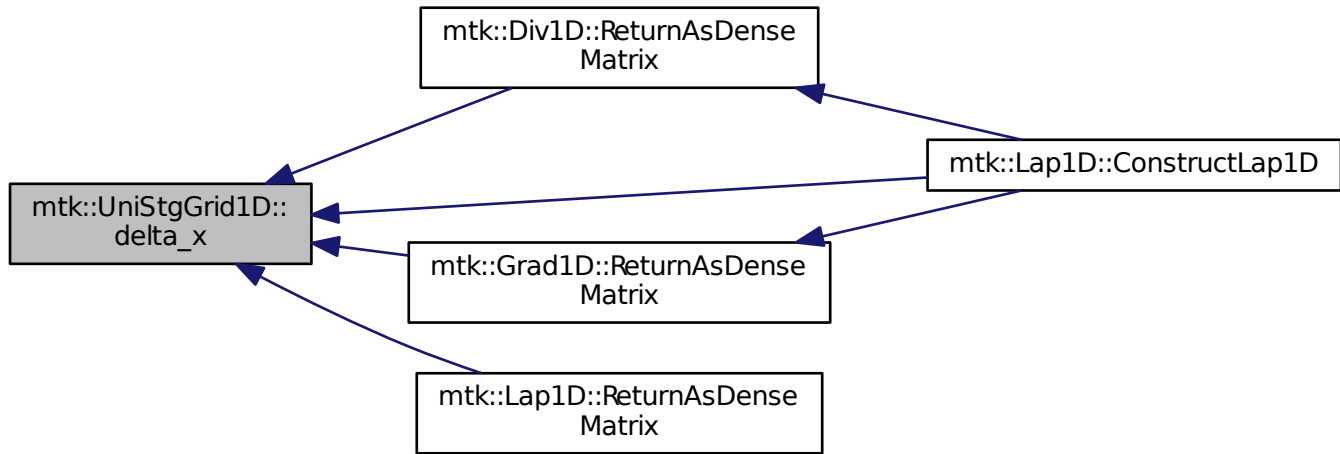 mtk::Div1D::ReturnAsDense
Matrix
mtk::Lap1D::ConstructLap1D
mtk::UniStgGrid1D::
delta_x
mtk::Grad1D::ReturnAsDense
Matrix
mtk::Lap1D::ReturnAsDense
Matrix